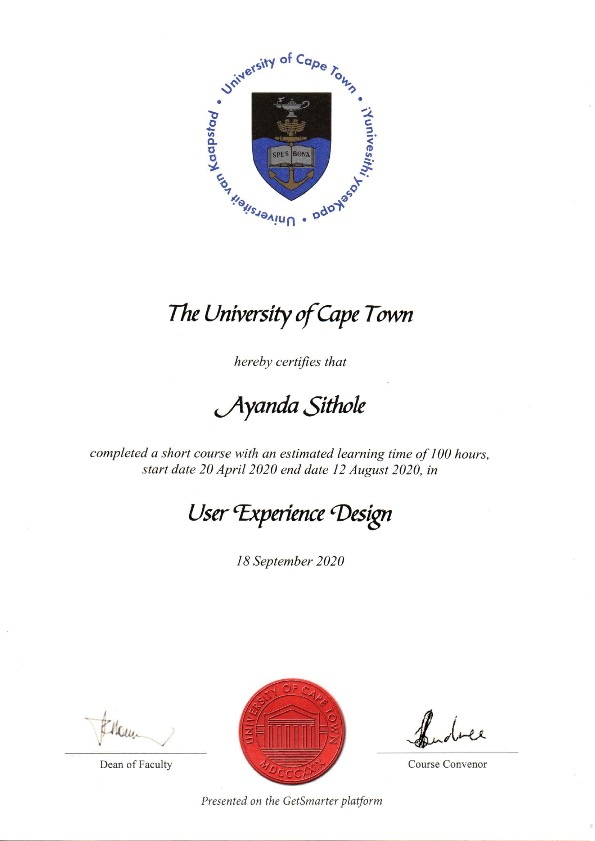 University of Cape Town • iYunivesithi yaseKapa • Universiteit van Kaapstad •
SPES BONA
The University of Cape Town
hereby certifies that
Ayanda Sithole
completed a short course with an estimated learning time of 100 hours,
start date 20 April 2020 end date 12 August 2020, in
User Experience Design
18 September 2020
UNIVERSITY OF CAPE TOWN
MDCCCXXIX
Dean of Faculty
Course Convenor
Presented on the GetSmarter platform